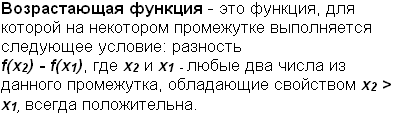 Возрастающая функция - это функция, для
которой на некотором промежутке выполняется
следующее условие: разность
f(x₂) - f(x₁), где x₂ и x₁ - любые два числа из
данного промежутка, обладающие свойством x₂ >
x₁, всегда положительна.